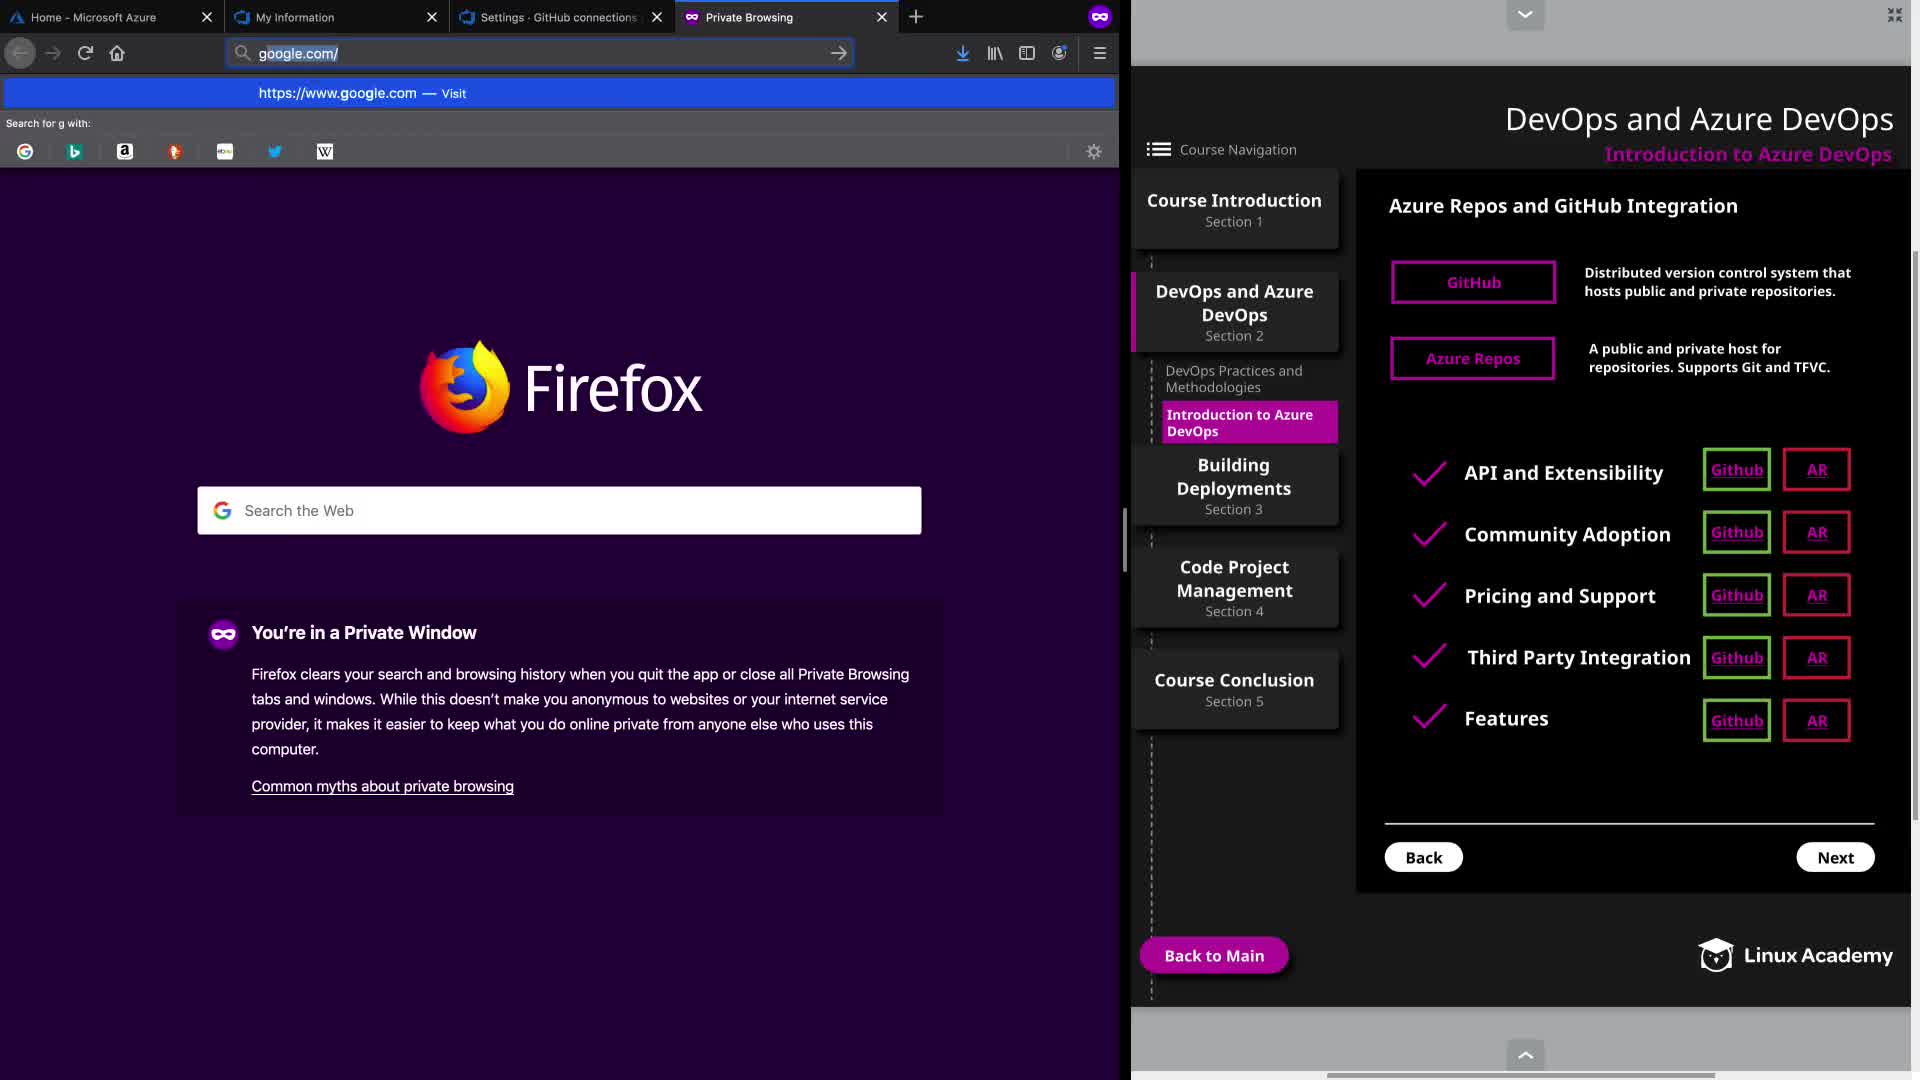 Home - Microsoft Azure
My Information
Settings · GitHub connections
Private Browsing
google.com/
https://www.google.com — Visit
Search for g with:
Firefox
Search the Web
You're in a Private Window
Firefox clears your search and browsing history when you quit the app or close all Private Browsing
tabs and windows. While this doesn't make you anonymous to websites or your internet service
provider, it makes it easier to keep what you do online private from anyone else who uses this
computer.
Common myths about private browsing
DevOps and Azure DevOps
Introduction to Azure DevOps
Course Navigation
Course Introduction
Section 1
DevOps and Azure
DevOps
Section 2
DevOps Practices and
Methodologies
Introduction to Azure
DevOps
Building
Deployments
Section 3
Code Project
Management
Section 4
Course Conclusion
Section 5
Back to Main
Azure Repos and GitHub Integration
GitHub
Distributed version control system that
hosts public and private repositories.
Azure Repos
A public and private host for
repositories. Supports Git and TFVC.
API and Extensibility Github AR
Community Adoption Github AR
Pricing and Support Github AR
Third Party Integration Github AR
Features Github AR
Back
Next
Linux Academy